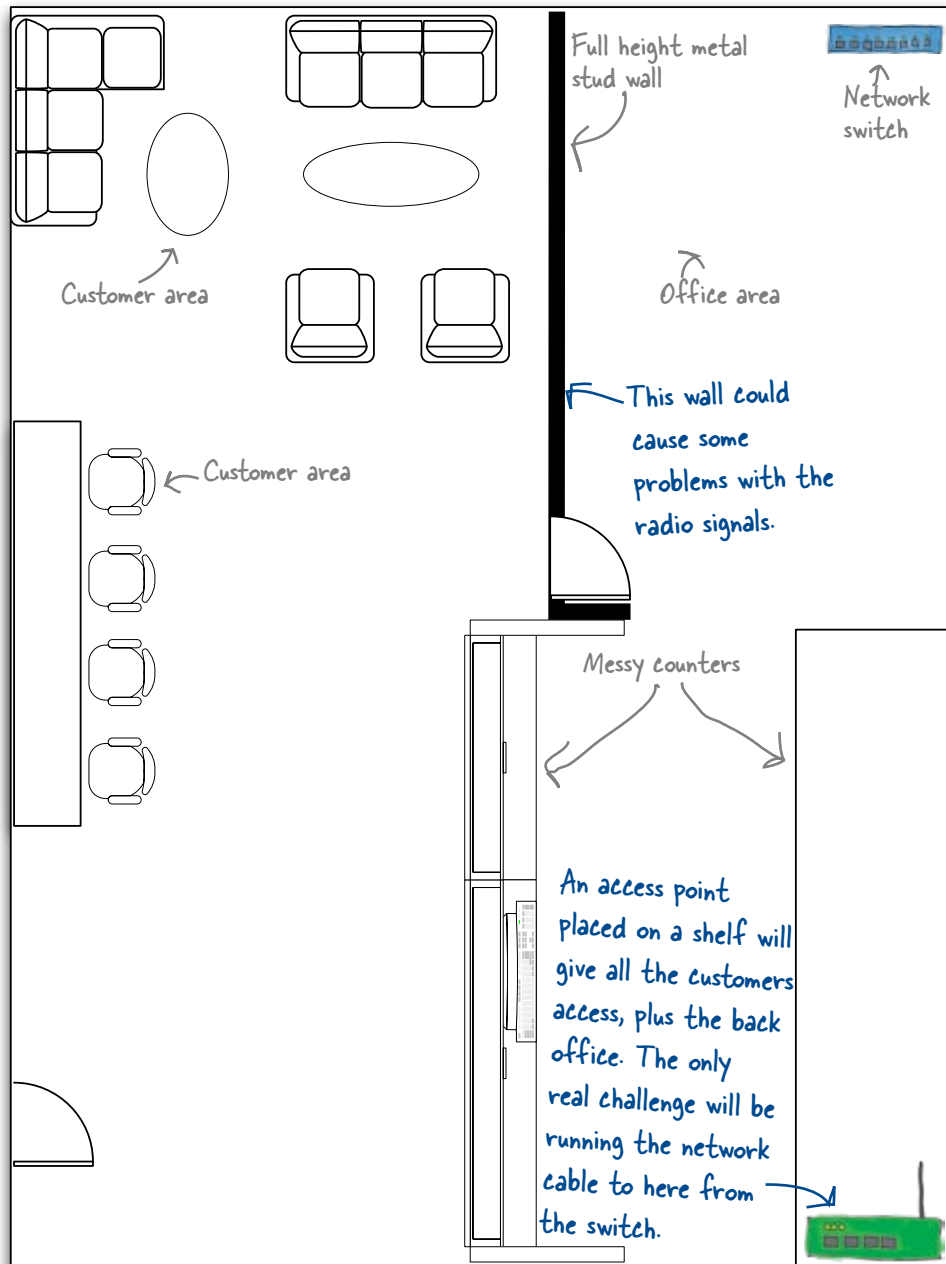 Full height metal
stud wall
Network
switch
Customer area
Office area
This wall could
cause some
problems with the
radio signals.
Customer area
Messy counters
An access point
placed on a shelf will
give all the customers
access, plus the back
office. The only
real challenge will be
running the network
cable to here from
the switch.